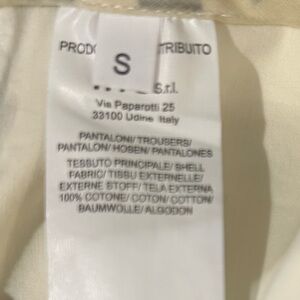 PROD TRIBUITO
S
S.r.l.
Via Paparotti 25
33100 Udine Italy
PANTALONI/TROUSERS/
PANTALON/HOSEN/PANTALONES
TESSUTO PRINCIPALE/SHELL
FABRIC/TISSU EXTERNELLE/
EXTERNE STOFF/TELA EXTERNA
100% COTONE/COTON/COTTON/
BAUMWOLLE/ALGODON